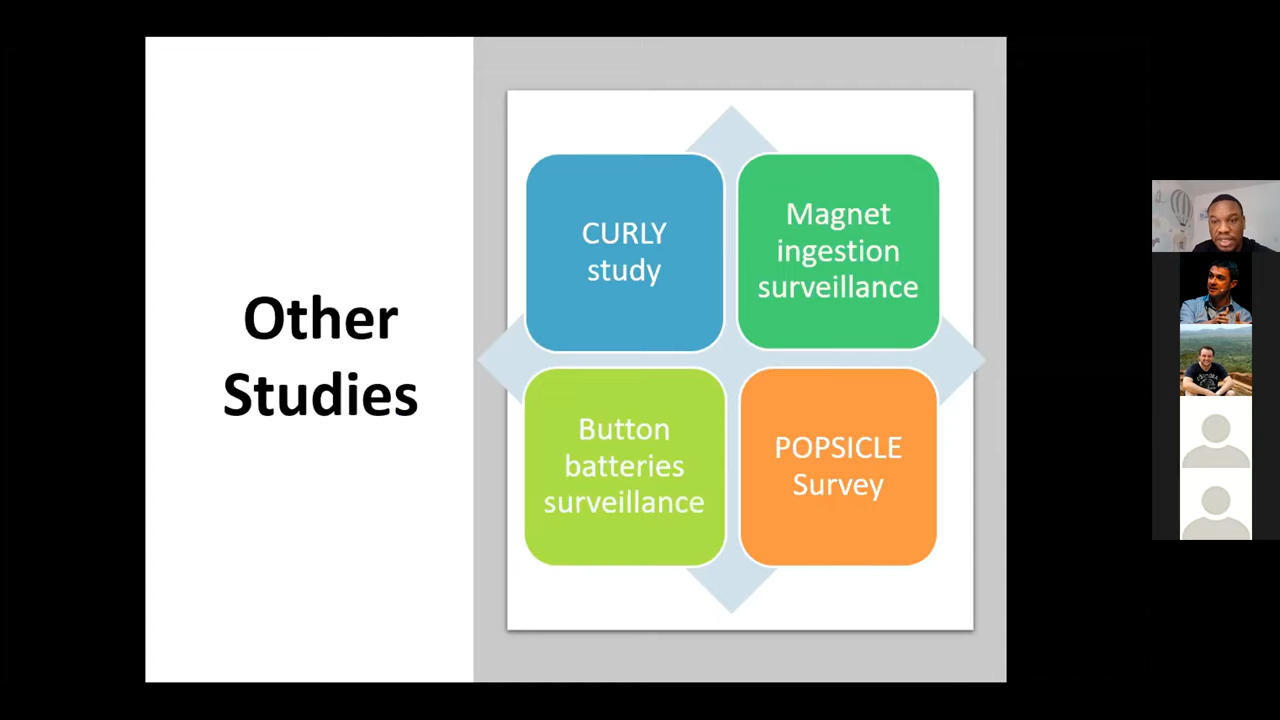 Other
Studies
CURLY
study
Magnet
ingestion
surveillance
Button
batteries
surveillance
POPSICLE
Survey